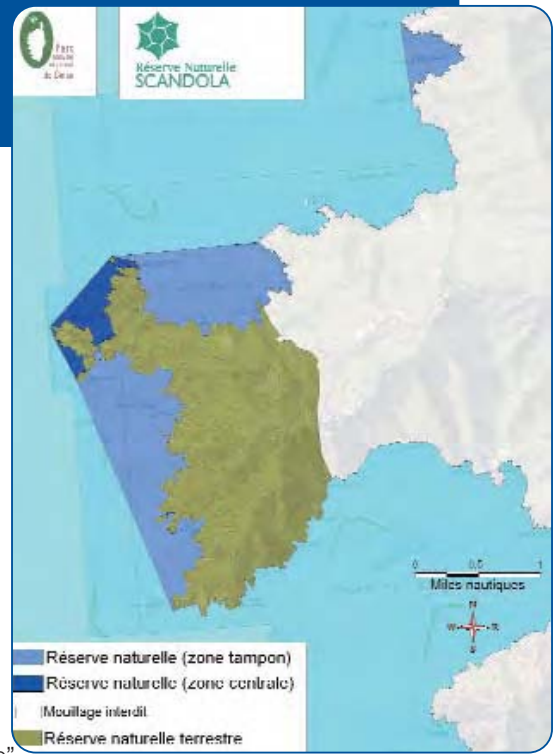 Parc
de Corse
Réserve Naturelle
SCANDOLA
0 0,5 1
Miles nautiques
N
W E
S
Réserve naturelle (zone tampon)
Réserve naturelle (zone centrale)
Mouillage interdit
Réserve naturelle terrestre
e”